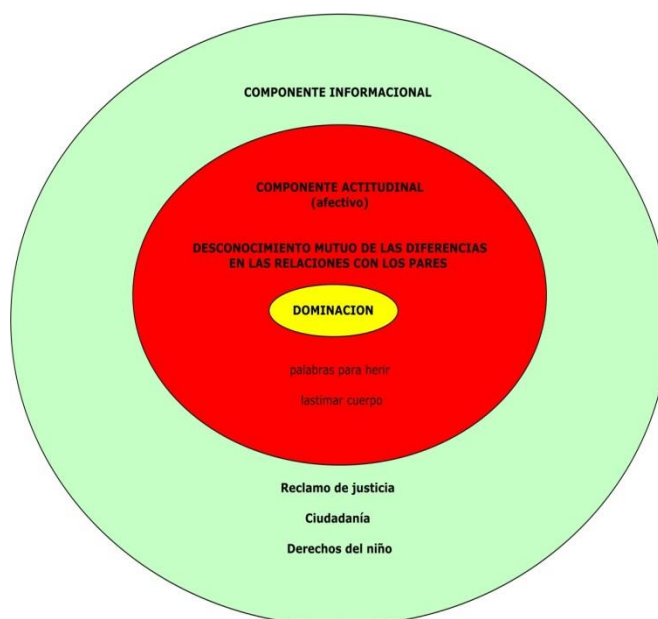 COMPONENTE INFORMACIONAL
COMPONENTE ACTITUDINAL
(afectivo)
DESCONOCIMIENTO MUTUO DE LAS DIFERENCIAS
EN LAS RELACIONES CON LOS PARES
DOMINACION
palabras para herir
lastimar cuerpo
Reclamo de justicia
Ciudadanía
Derechos del niño